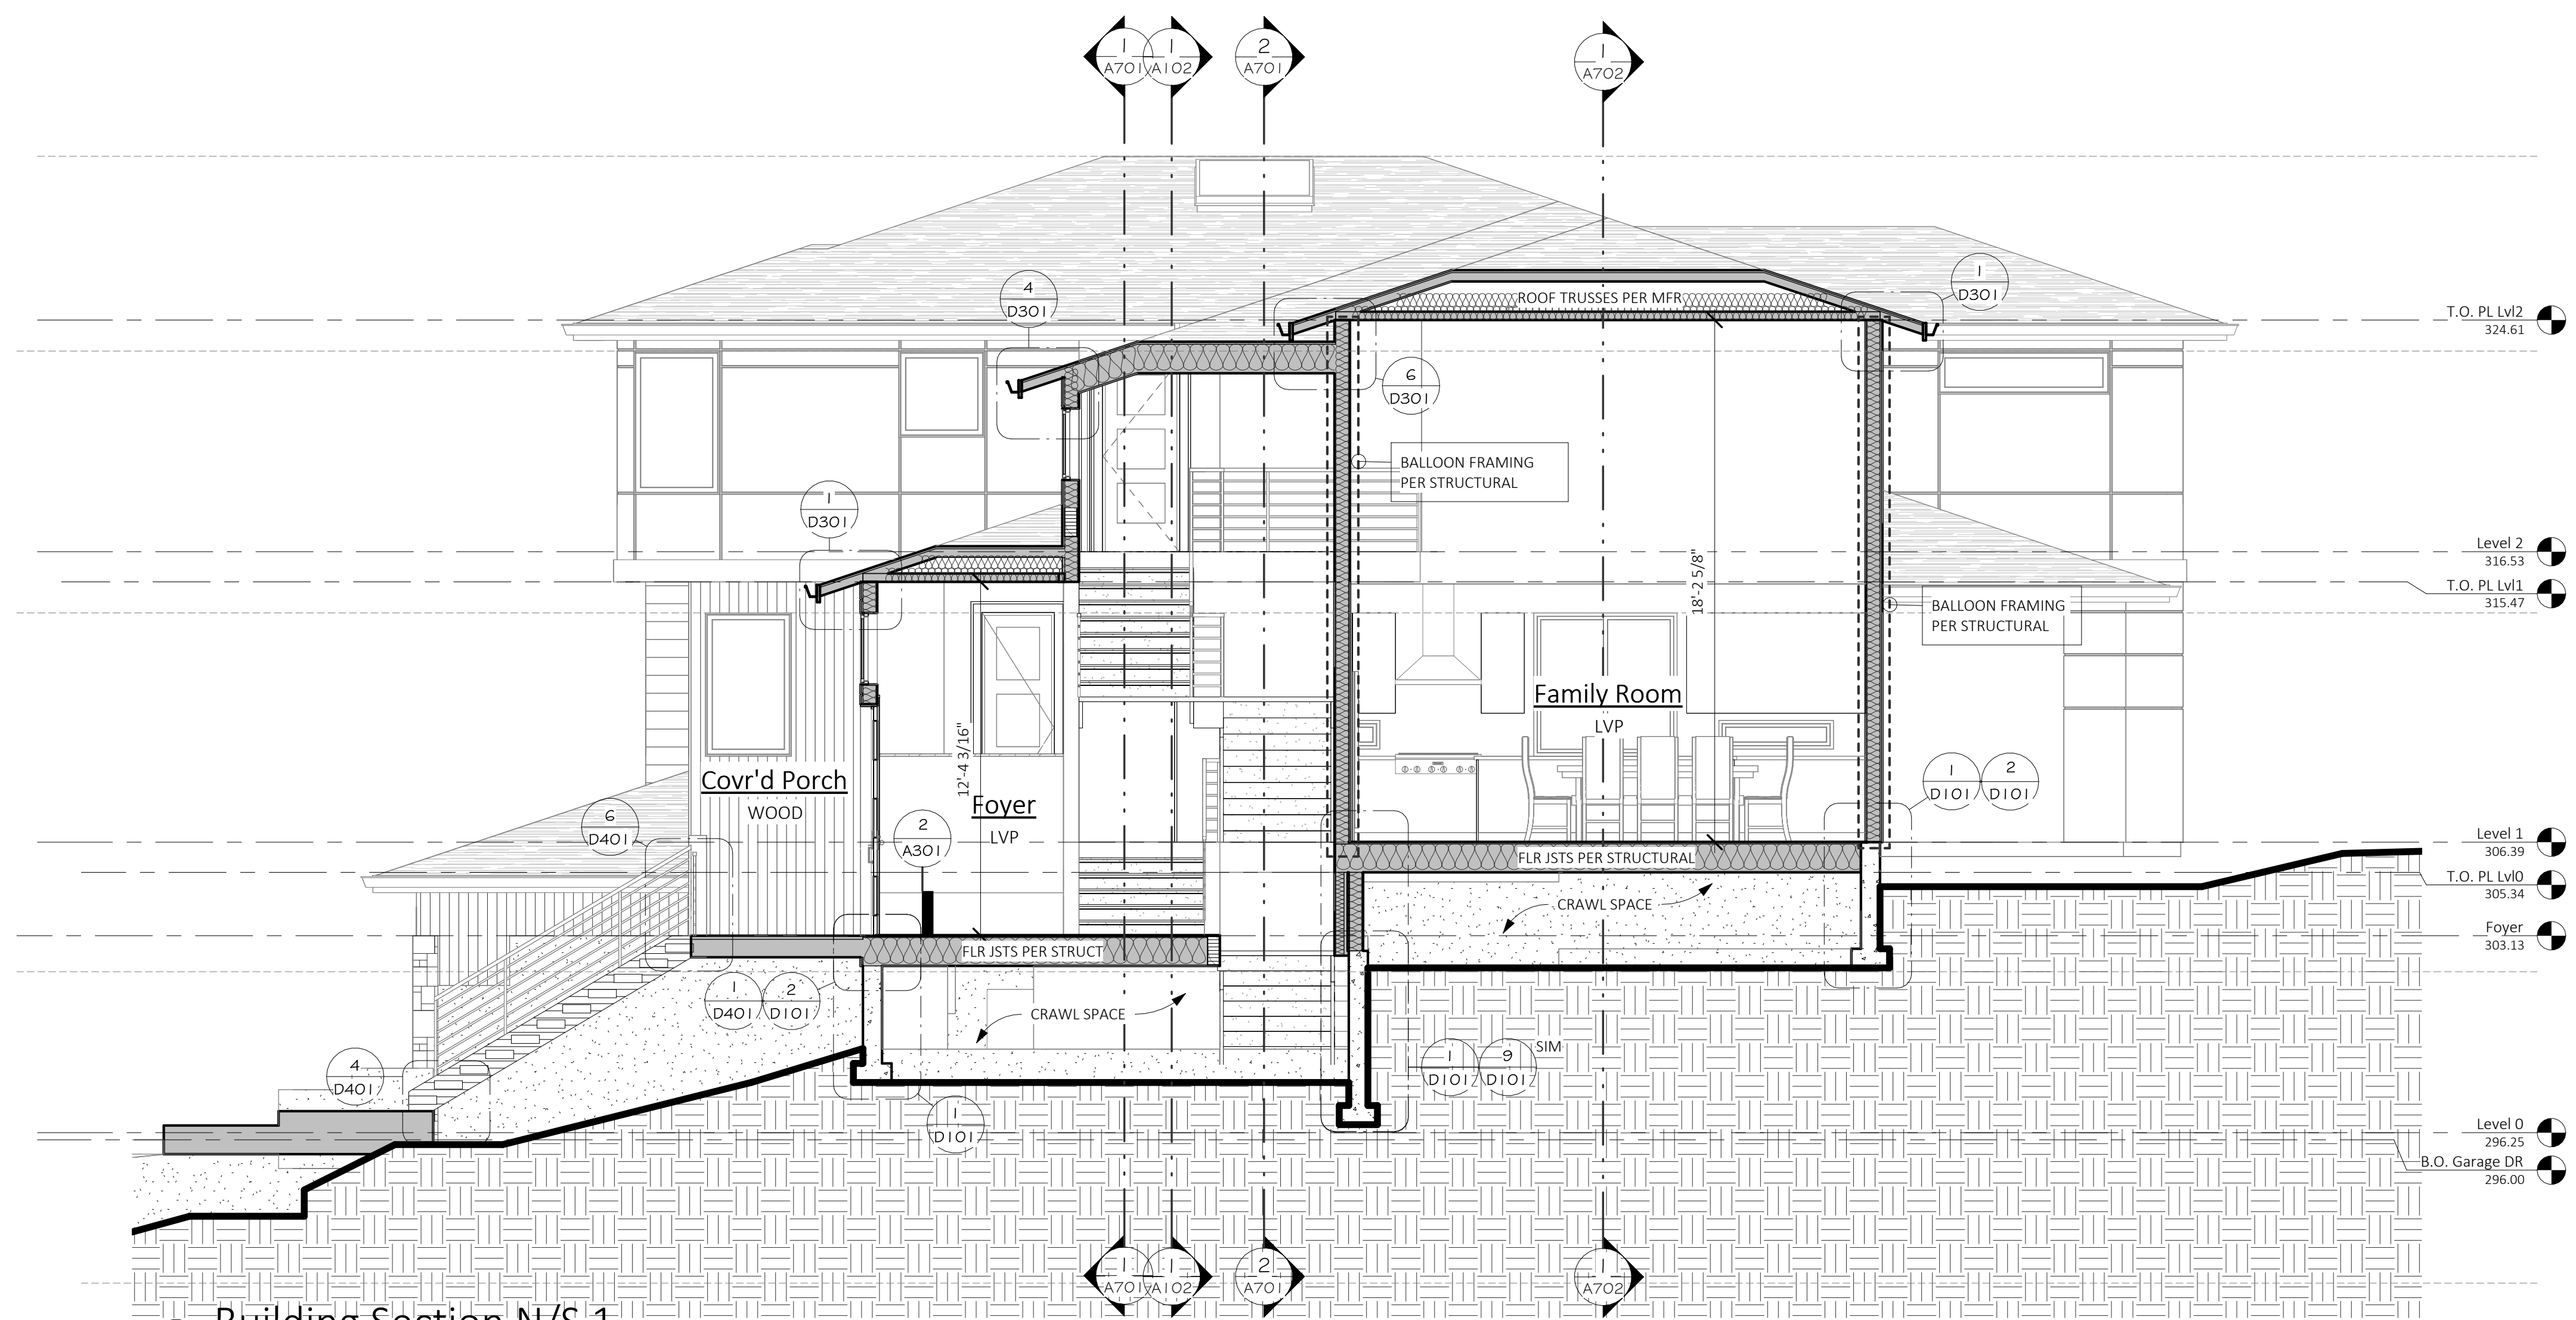 1
A701
1
A102
2
A701
1
A702
4
D301
1
D301
ROOF TRUSSES PER MFR
T.O. PL Lvl2
324.61
6
D301
BALLOON FRAMING
PER STRUCTURAL
1
D301
Level 2
316.53
T.O. PL Lvl1
315.47
18'-2 5/8"
BALLOON FRAMING
PER STRUCTURAL
Family Room
LVP
12'-4 3/16"
Covr'd Porch
WOOD
Foyer
LVP
1
D101
2
D101
6
D401
2
A301
Level 1
306.39
FLR JSTS PER STRUCTURAL
T.O. PL Lvl0
305.34
CRAWL SPACE
Foyer
303.13
FLR JSTS PER STRUCT
1
D401
2
D101
CRAWL SPACE
SIM
1
D101
9
D101
4
D401
1
D101
Level 0
296.25
B.O. Garage DR
296.00
1
A701
1
A102
2
A701
1
A702
Building Section N/S 1